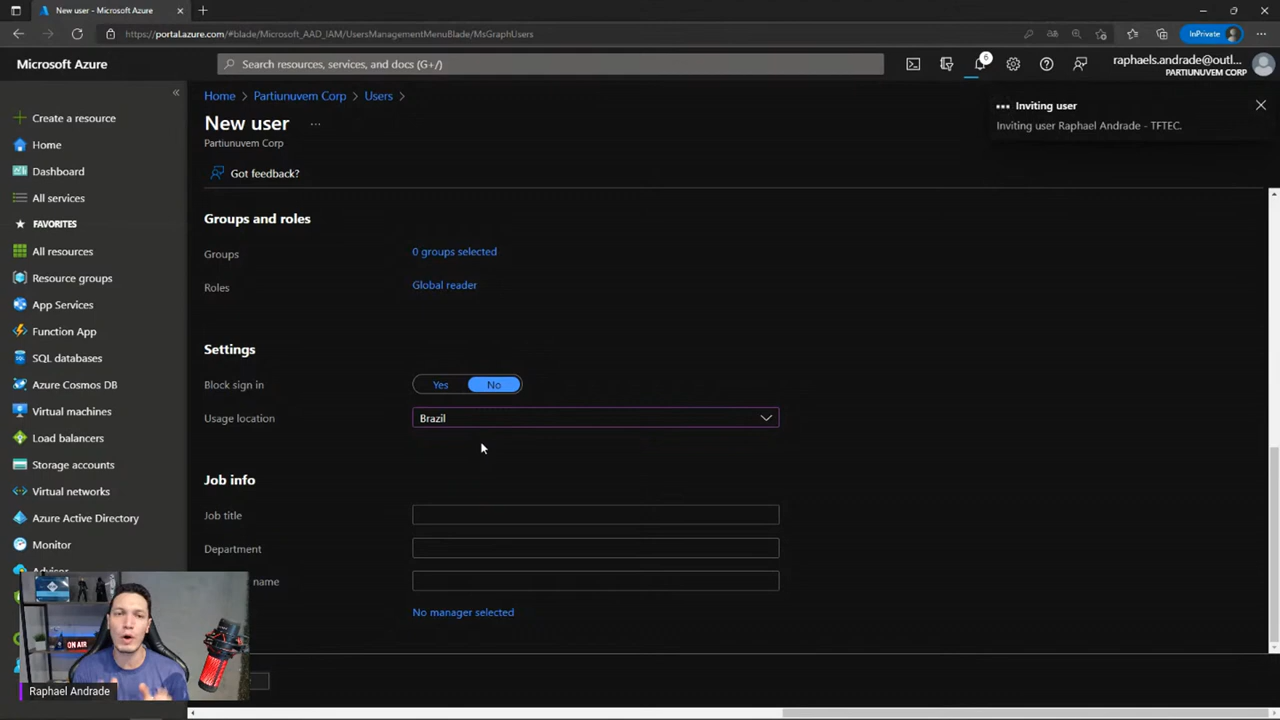 New user - Microsoft Azure
https://portal.azure.com/#blade/Microsoft_AAD_IAM/UsersManagementMenuBlade/MsGraphUsers
InPrivate
Microsoft Azure
Search resources, services, and docs (G+/)
6
raphaels.andrade@outl...
PARTIUNUVEM CORP
Create a resource
Home
Dashboard
All services
FAVORITES
All resources
Resource groups
App Services
Function App
SQL databases
Azure Cosmos DB
Virtual machines
Load balancers
Storage accounts
Virtual networks
Azure Active Directory
Monitor
Advisor
Home > Partiunuvem Corp > Users >
New user ...
Partiunuvem Corp
Got feedback?
Inviting user
Inviting user Raphael Andrade - TFTEC.
Groups and roles
Groups 0 groups selected
Roles Global reader
Settings
Block sign in Yes No
Usage location Brazil
Job info
Job title
Department
name
No manager selected
ON AIR
Raphael Andrade